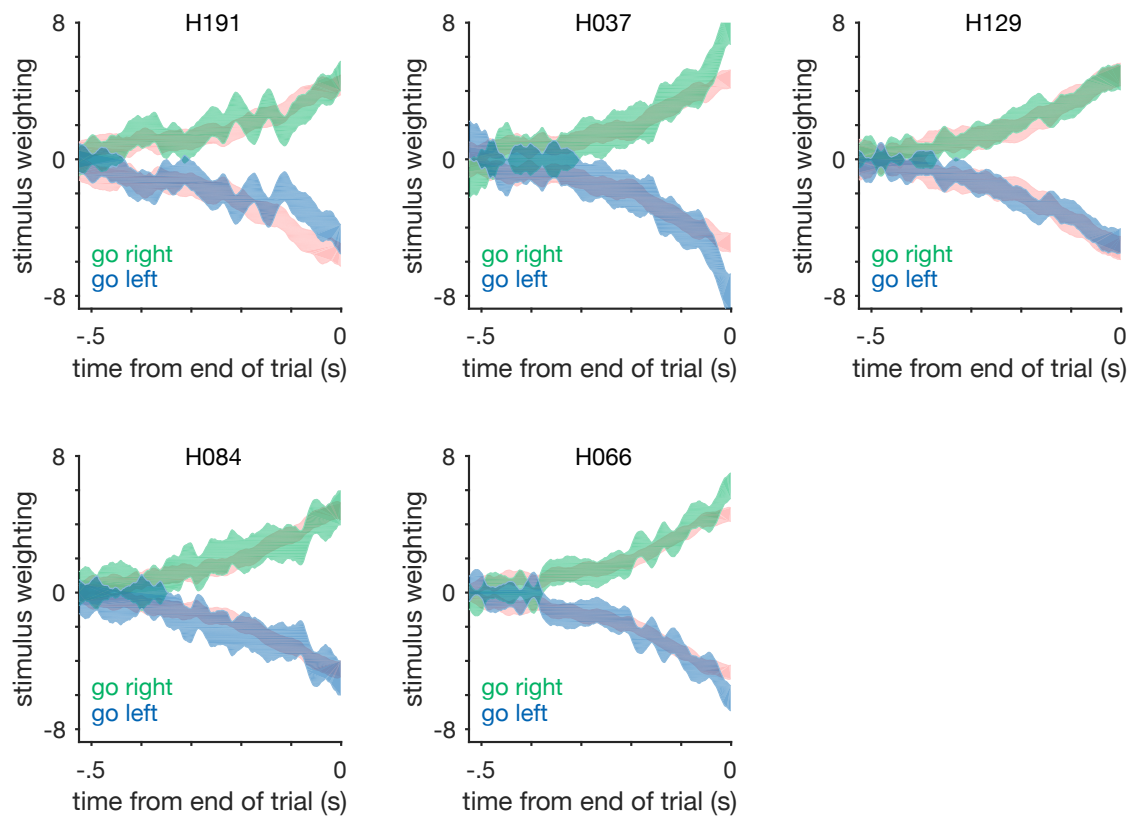 H191
8
0
-8
stimulus weighting
go right
go left
-.5
0
time from end of trial (s)
H037
8
0
-8
stimulus weighting
go right
go left
-.5
0
time from end of trial (s)
H129
8
0
-8
stimulus weighting
go right
go left
-.5
0
time from end of trial (s)
H084
8
0
-8
stimulus weighting
go right
go left
-.5
0
time from end of trial (s)
H066
8
0
-8
stimulus weighting
go right
go left
-.5
0
time from end of trial (s)